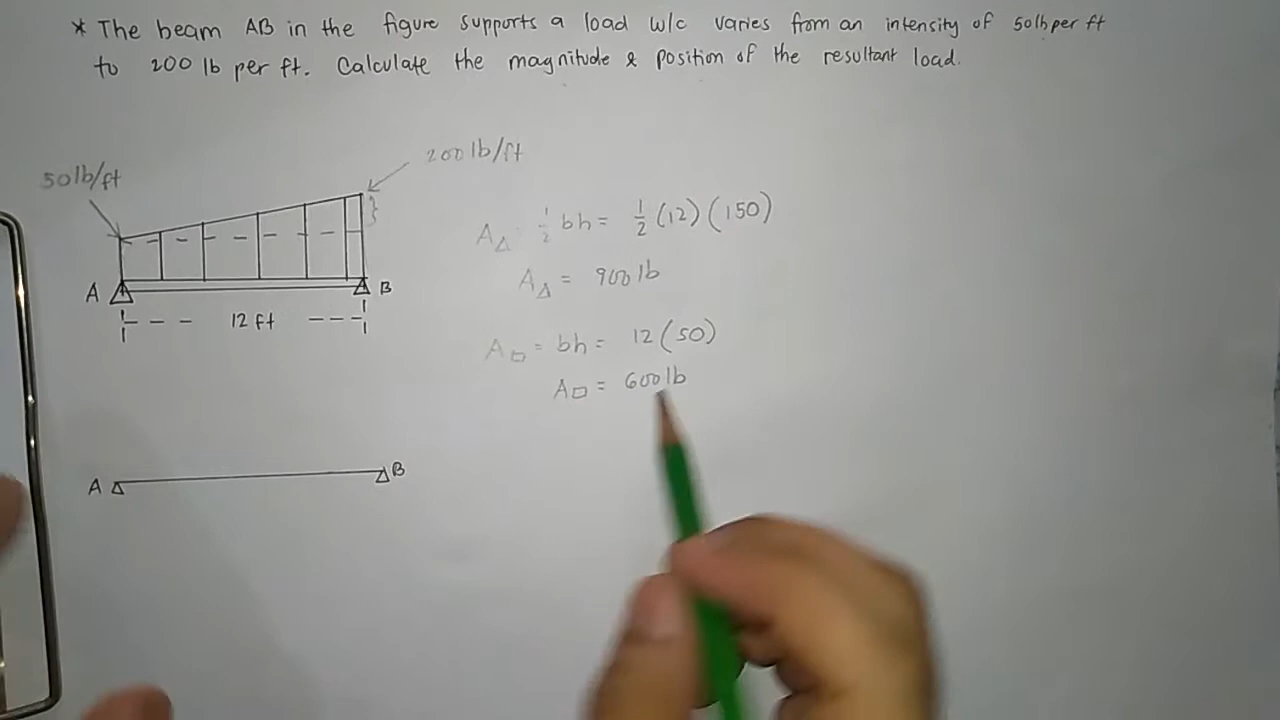 * The beam AB in the figure supports a load w/c varies from an intensity of 50lb per ft
to 200 lb per ft. Calculate the magnitude & position of the resultant load.
200 lb/ft
50lb/ft
A△ 1/2 bh = 1/2 (12)(150)
A△ = 900 lb
A B
12 ft
A▭ = bh = 12(50)
A▭ = 600lb
A B